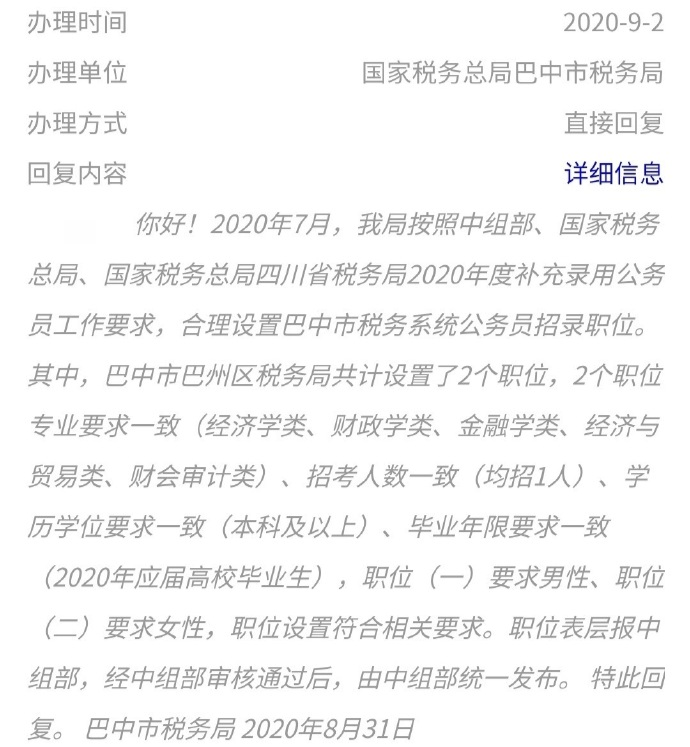 办理时间 2020-9-2
办理单位 国家税务总局巴中市税务局
办理方式 直接回复
回复内容 详细信息
你好！2020年7月，我局按照中组部、国家税务
总局、国家税务总局四川省税务局2020年度补充录用公务
员工作要求，合理设置巴中市税务系统公务员招录职位。
其中，巴中市巴州区税务局共计设置了2个职位，2个职位
专业要求一致（经济学类、财政学类、金融学类、经济与
贸易类、财会审计类）、招考人数一致（均招1人）、学
历学位要求一致（本科及以上）、毕业年限要求一致
（2020年应届高校毕业生），职位（一）要求男性、职位
（二）要求女性，职位设置符合相关要求。职位表层报中
组部，经中组部审核通过后，由中组部统一发布。 特此回
复。 巴中市税务局 2020年8月31日